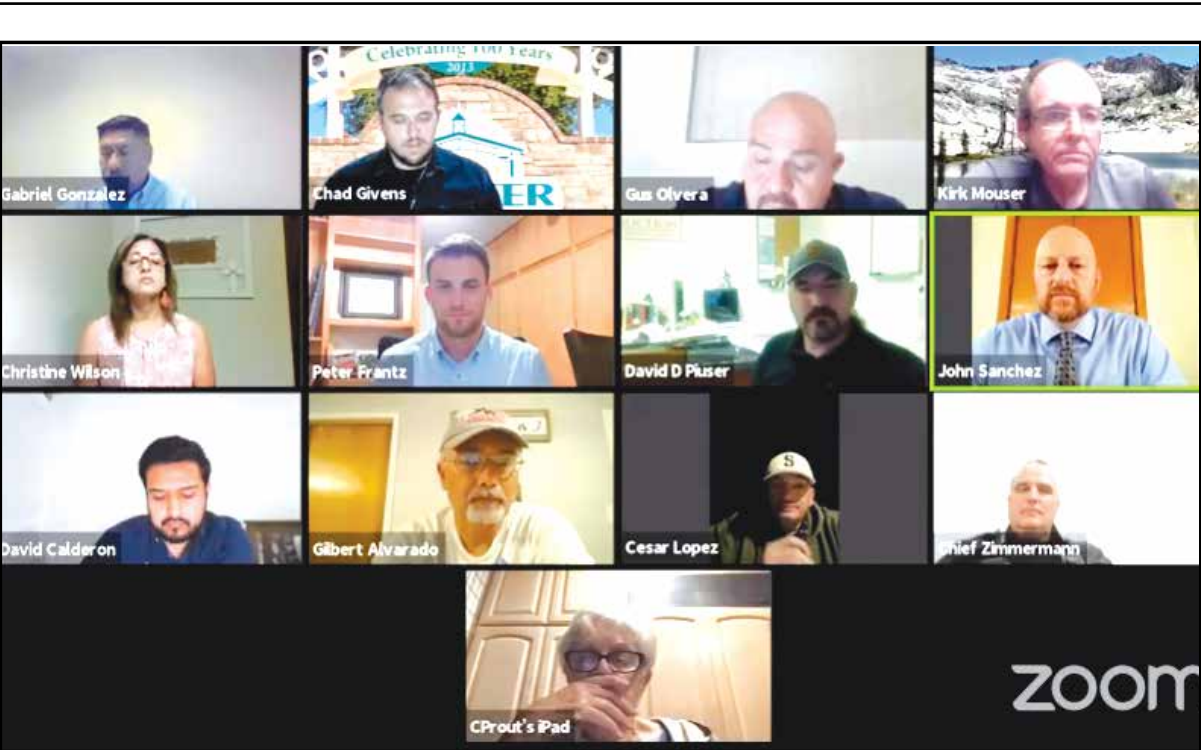 Celebrating 100 Years
2013
ER
Gabriel Gonzalez
Chad Givens
Gus Olvera
Kirk Mouser
Christine Wilson
Peter Frantz
David D Piuser
John Sanchez
S
David Calderon
Gilbert Alvarado
Cesar Lopez
Chief Zimmermann
CProut's iPad
zoom